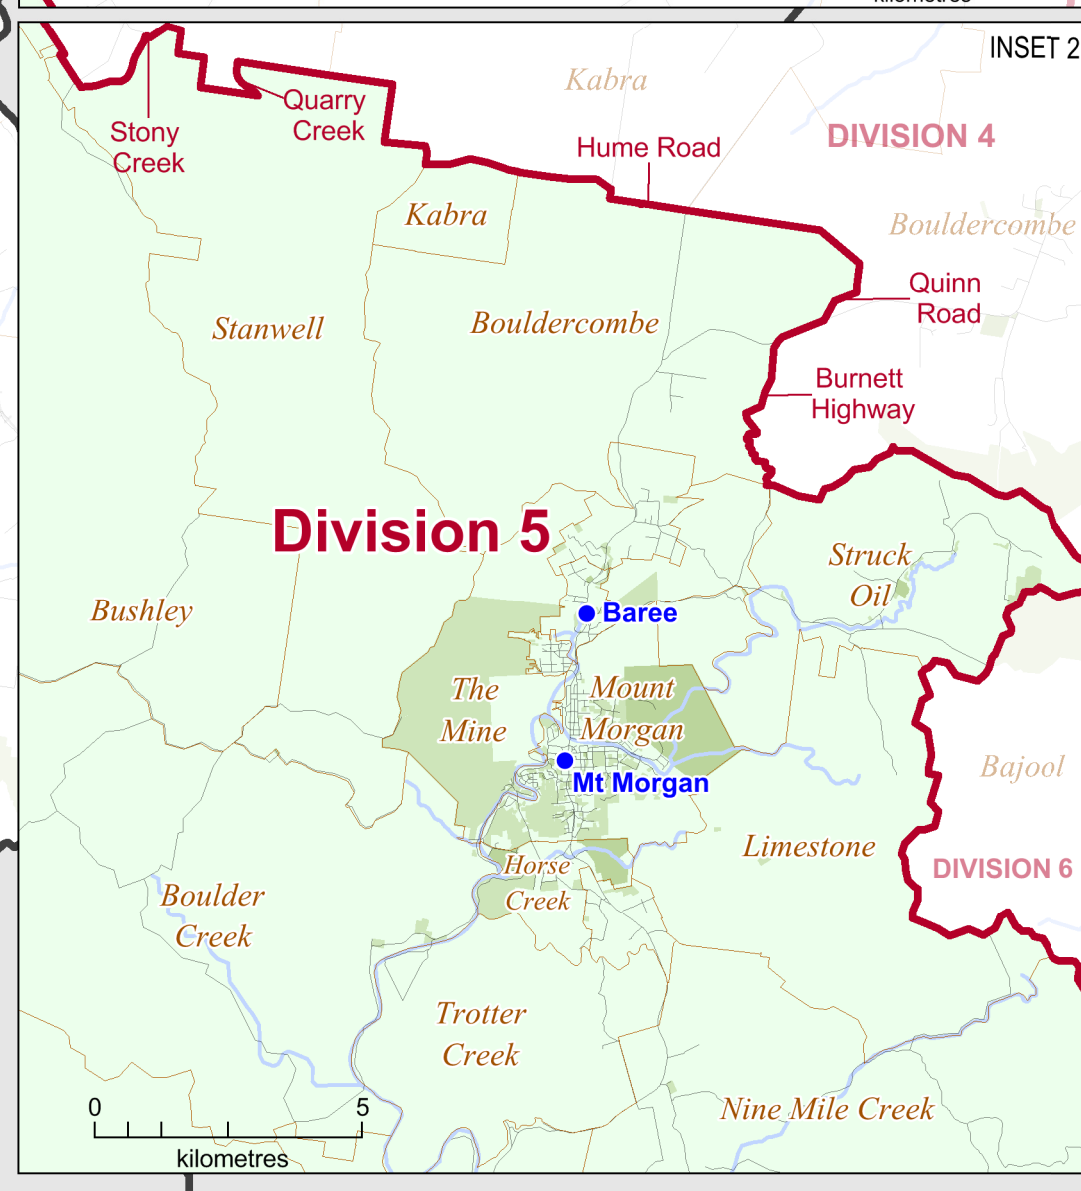 kilometres
INSET 2
Kabra
DIVISION 4
Quarry
Creek
Stony
Creek
Hume Road
Kabra
Bouldercombe
Quinn
Road
Stanwell
Bouldercombe
Burnett
Highway
Division 5
Struck
Oil
Bushley
Baree
The
Mine
Mount
Morgan
Bajool
Mt Morgan
Limestone
DIVISION 6
Horse
Creek
Boulder
Creek
Trotter
Creek
Nine Mile Creek
0 5
kilometres